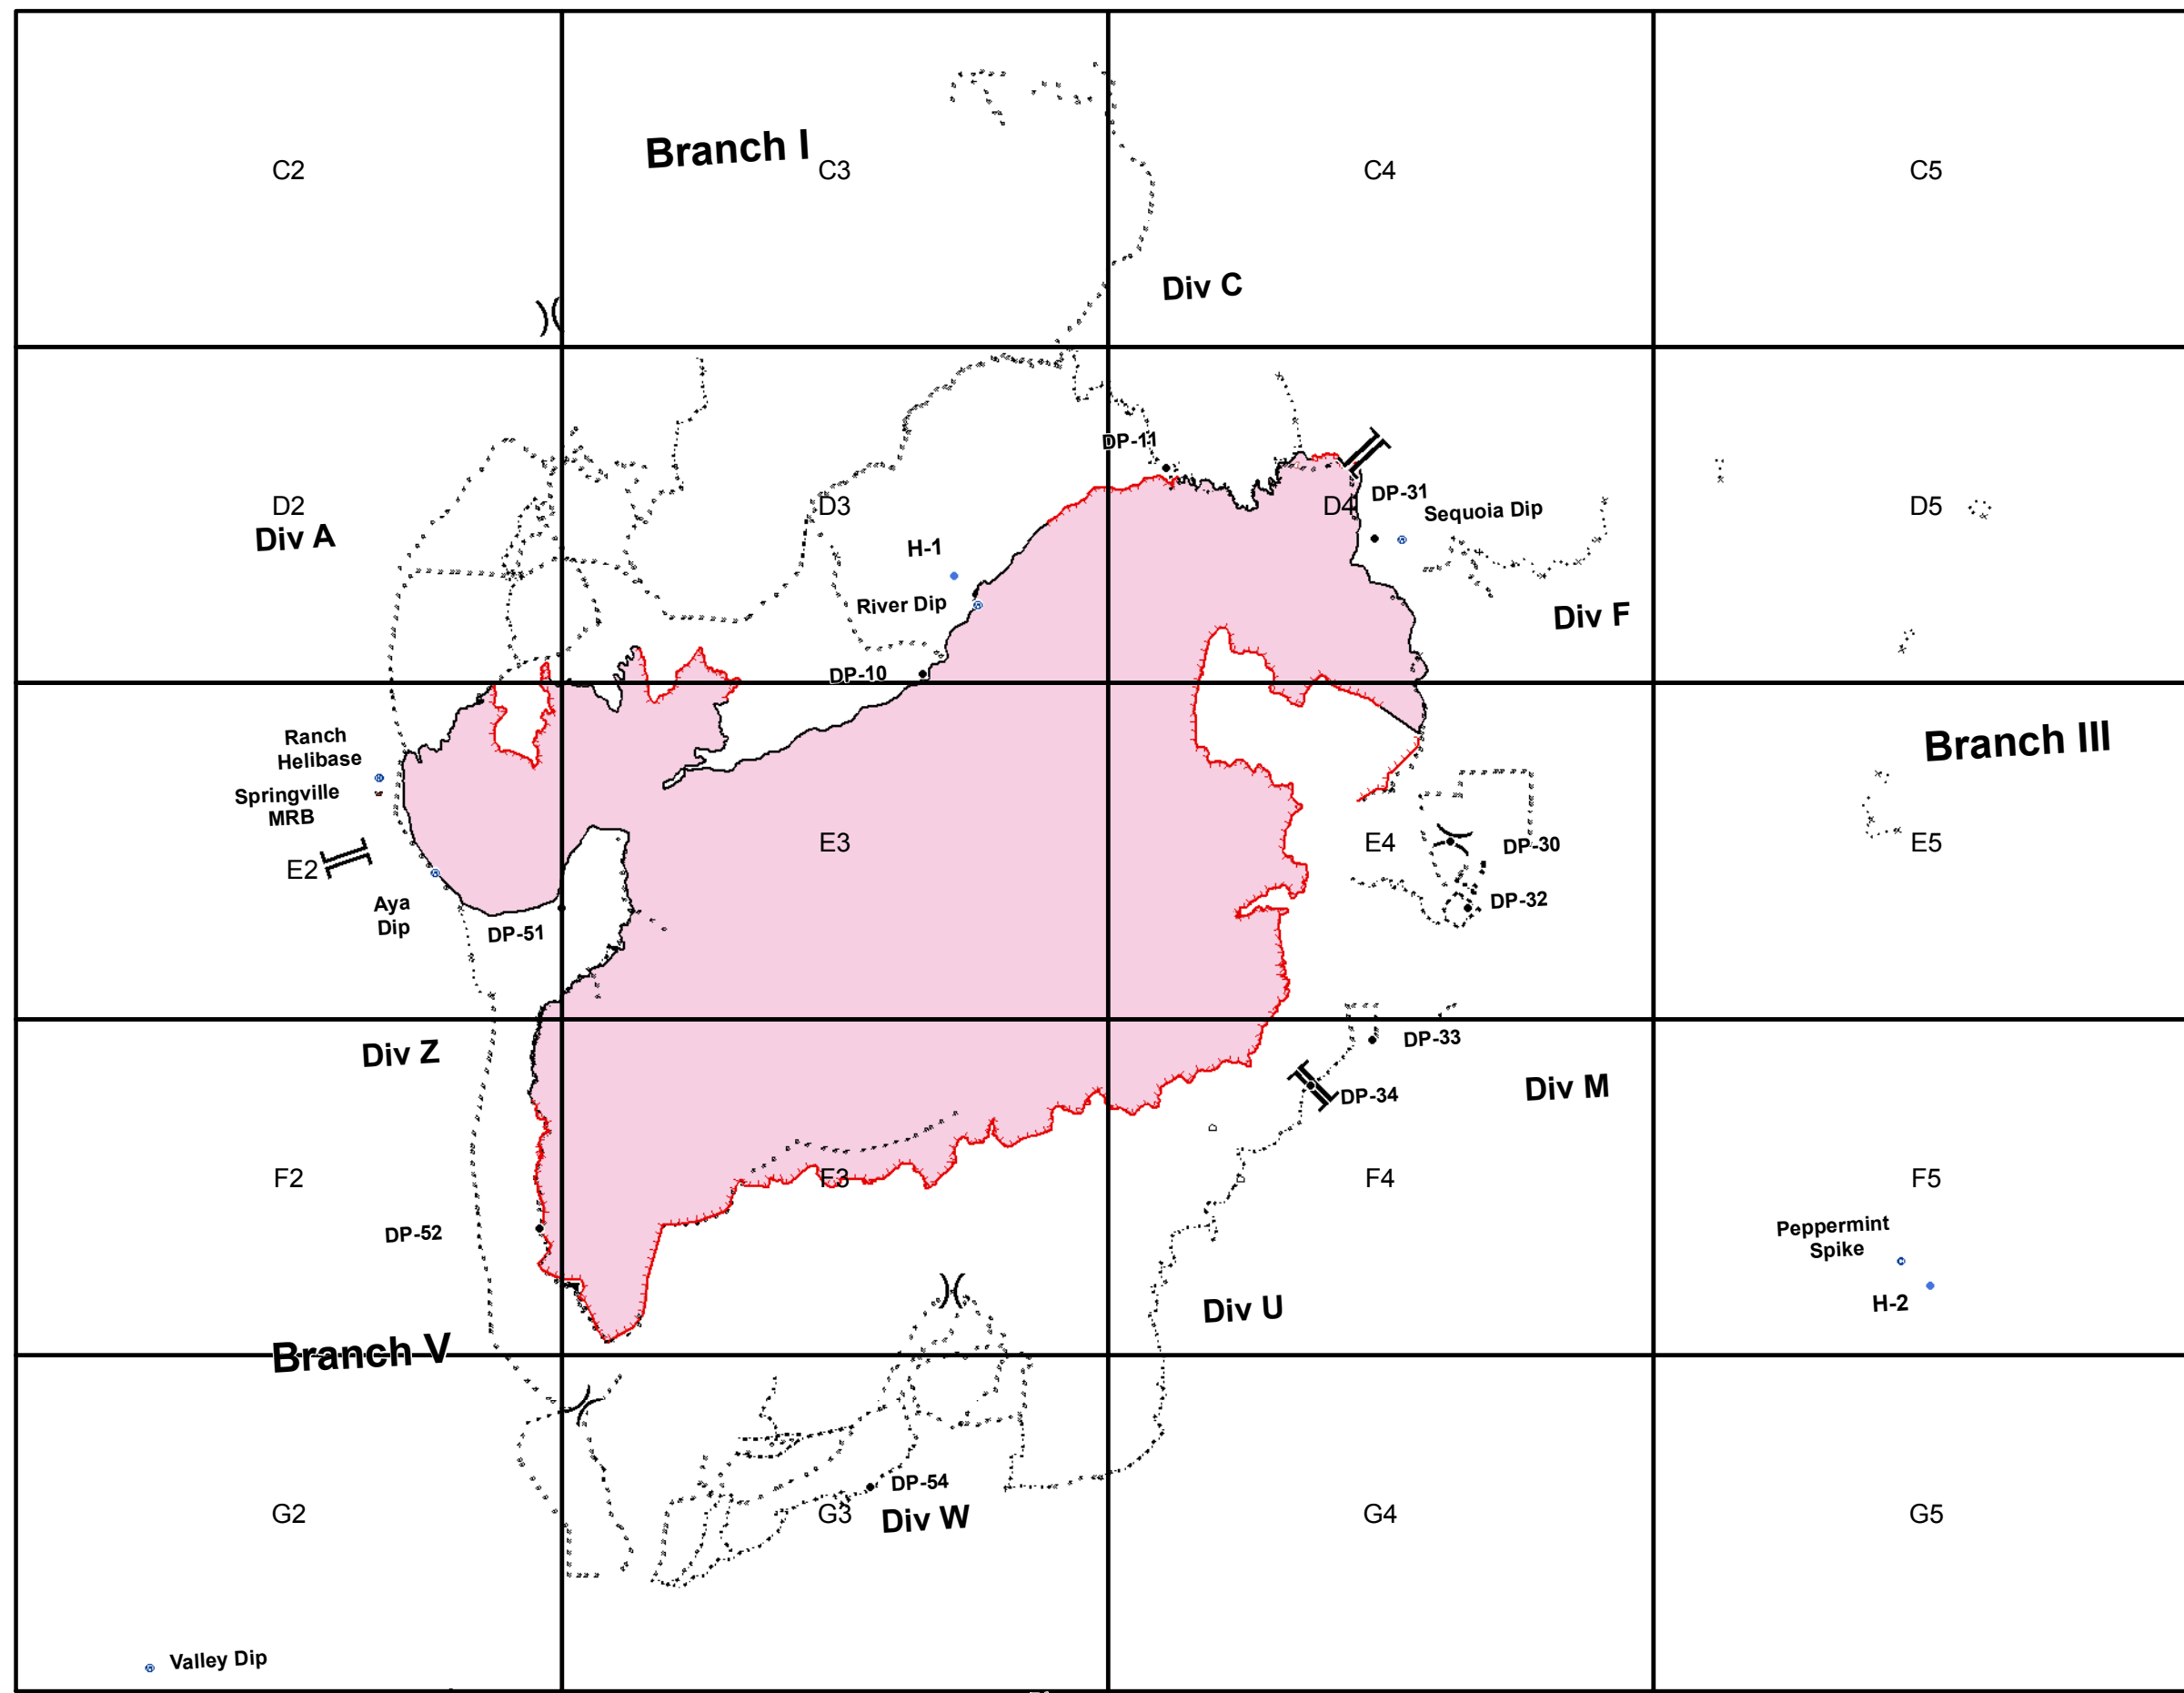 Branch I
C2
C3
C4
C5
Div C
DP-11
D2
D3
D4
DP-31
D5
Sequoia Dip
Div A
H-1
River Dip
Div F
DP-10
Ranch
Helibase
Branch III
Springville
MRB
E2
E3
E4
DP-30
E5
Aya
Dip
DP-51
DP-32
Div Z
DP-33
Div M
DP-34
F2
F3
F4
F5
DP-52
Peppermint
Spike
H-2
Div U
Branch V
DP-54
G2
G3
Div W
G4
G5
Valley Dip